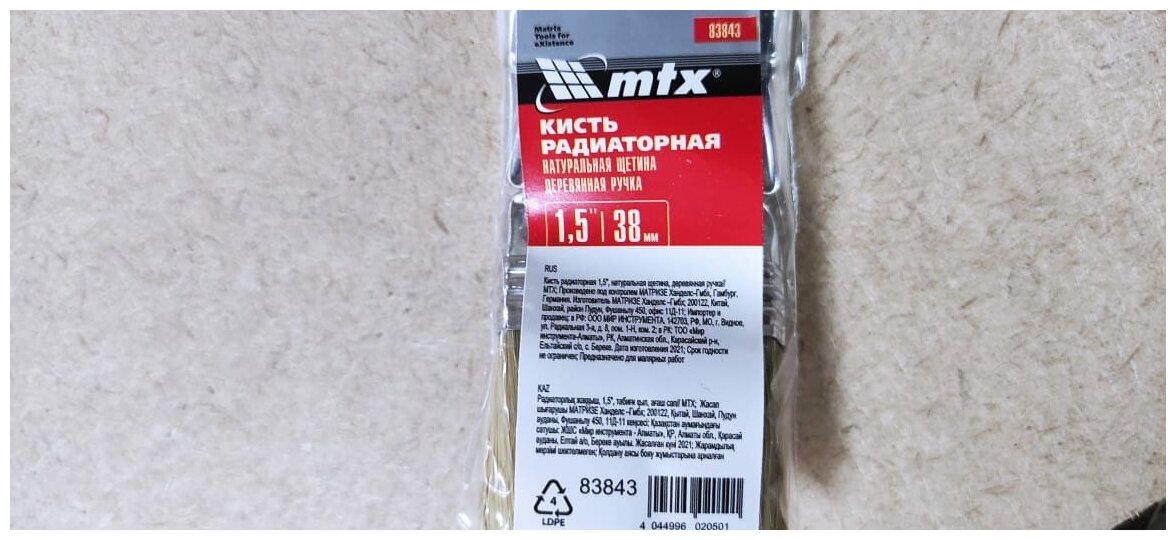 Matrix
Tools for
eXistence
83843
mtx®
КИСТЬ
РАДИАТОРНАЯ
НАТУРАЛЬНАЯ ЩЕТИНА
ДЕРЕВЯННАЯ РУЧКА
1,5" 38 мм
RUS
Кисть радиаторная 1,5", натуральная щетина, деревянная ручка//
MTX; Произведено под контролем МАТРИЗЕ Ханделс–Гмбх, Гамбург,
Германия. Изготовитель МАТРИЗЕ Ханделс –Гмбх; 200122, Китай,
Шанхай, район Пудун, Фушаньлу 450, офис 11Д-11; Импортер и
продавец: в РФ: ООО МИР ИНСТРУМЕНТА, 142703, РФ, МО, г. Видное,
ул. Радиальная 3-я, д. 8, пом. 1-Н, ком. 2; в РК: ТОО «Мир
инструмента-Алматы», РК, Алматинская обл., Карасайский р-н,
Ельтайский с/о, с. Береке. Дата изготовления 2021; Срок годности
не ограничен; Предназначено для малярных работ
KAZ
Радиаторлық жаққыш, 1,5", табиғи қыл, ағаш сап// MTX; Жасап
шығарушы МАТРИЗЕ Ханделс –Гмбх; 200122, Қытай, Шанхай, Пудун
ауданы, Фушаньлу 450, 11Д-11 кеңсесі; Қазақстан аумағындағы
сатушы: ЖШС «Мир инструмента - Алматы», ҚР, Алматы обл., Қарасай
ауданы, Елтай а/о, Береке ауылы. Жасалған күні 2021; Жарамдылық
мерзімі шектелмеген; Қолдану аясы бояу жұмыстарына арналған
4
LDPE
83843
4 044996 020501